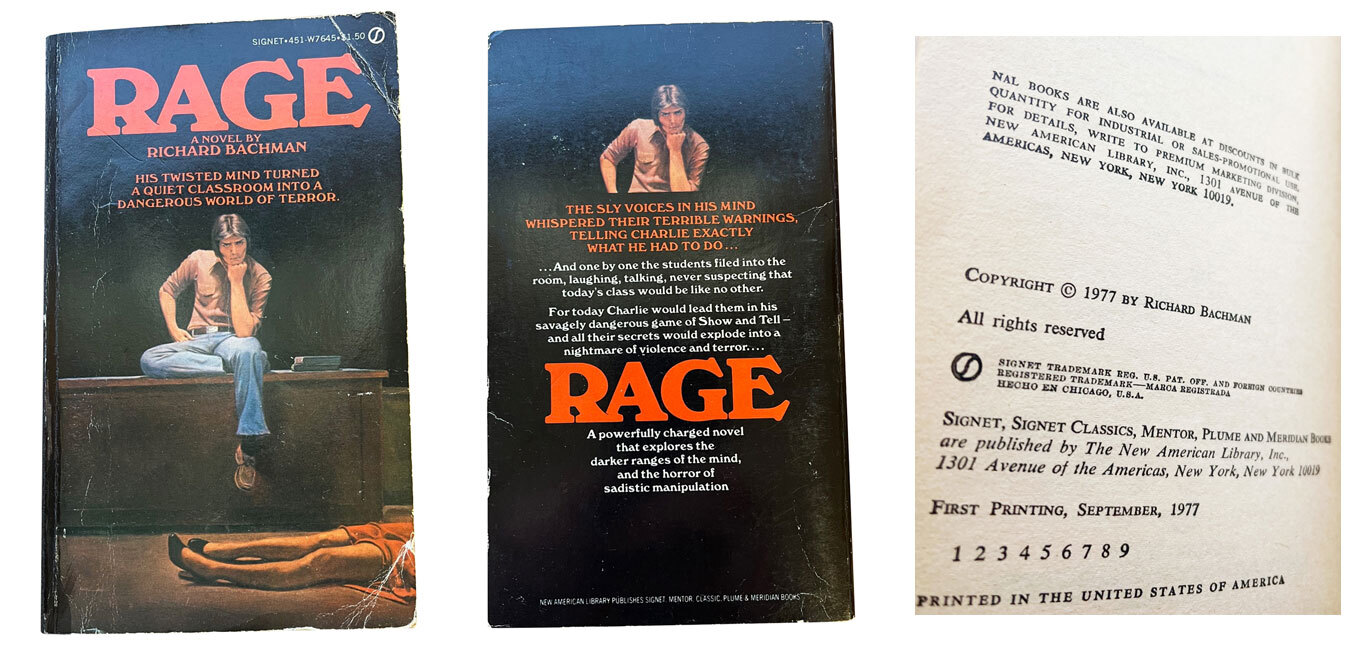 SIGNET•451-W7645•$1.50
RAGE
A NOVEL BY
RICHARD BACHMAN
HIS TWISTED MIND TURNED
A QUIET CLASSROOM INTO A
DANGEROUS WORLD OF TERROR.
THE SLY VOICES IN HIS MIND
WHISPERED THEIR TERRIBLE WARNINGS,
TELLING CHARLIE EXACTLY
WHAT HE HAD TO DO...
...And one by one the students filed into the
room, laughing, talking, never suspecting that
today's class would be like no other.
For today Charlie would lead them in his
savagely dangerous game of Show and Tell—
and all their secrets would explode into a
nightmare of violence and terror....
RAGE
A powerfully charged novel
that explores the
darker ranges of the mind,
and the horror of
sadistic manipulation
NEW AMERICAN LIBRARY PUBLISHES SIGNET, MENTOR, CLASSIC, PLUME & MERIDIAN BOOKS
NAL BOOKS ARE ALSO AVAILABLE AT DISCOUNTS IN BULK
QUANTITY FOR INDUSTRIAL OR SALES-PROMOTIONAL USE.
FOR DETAILS, WRITE TO PREMIUM MARKETING DIVISION,
NEW AMERICAN LIBRARY, INC., 1301 AVENUE OF THE
AMERICAS, NEW YORK, NEW YORK 10019.
COPYRIGHT © 1977 BY RICHARD BACHMAN
All rights reserved
SIGNET TRADEMARK REG. U.S. PAT. OFF. AND FOREIGN COUNTRIES
REGISTERED TRADEMARK—MARCA REGISTRADA
HECHO EN CHICAGO, U.S.A.
SIGNET, SIGNET CLASSICS, MENTOR, PLUME AND MERIDIAN BOOKS
are published by The New American Library, Inc.,
1301 Avenue of the Americas, New York, New York 10019
FIRST PRINTING, SEPTEMBER, 1977
1 2 3 4 5 6 7 8 9
PRINTED IN THE UNITED STATES OF AMERICA